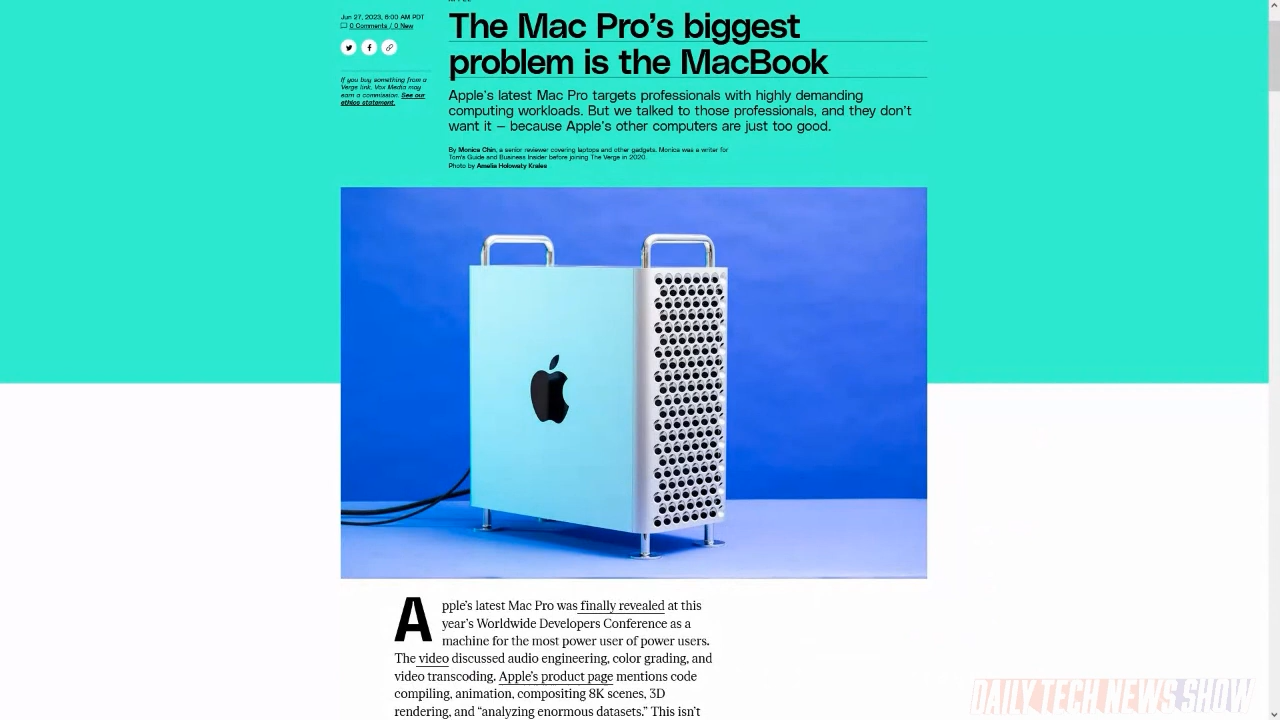 Jun 27, 2023, 6:00 AM PDT
0 Comments / 0 New
If you buy something from a
Verge link, Vox Media may
earn a commission. See our
ethics statement.
The Mac Pro’s biggest
problem is the MacBook
Apple’s latest Mac Pro targets professionals with highly demanding
computing workloads. But we talked to those professionals, and they don’t
want it — because Apple’s other computers are just too good.
By Monica Chin, a senior reviewer covering laptops and other gadgets. Monica was a writer for
Tom's Guide and Business Insider before joining The Verge in 2020.
Photo by Amelia Holowaty Krales
Apple’s latest Mac Pro was finally revealed at this
year’s Worldwide Developers Conference as a
machine for the most power user of power users.
The video discussed audio engineering, color grading, and
video transcoding. Apple’s product page mentions code
compiling, animation, compositing 8K scenes, 3D
rendering, and “analyzing enormous datasets.” This isn’t
DAILY TECH NEWS SHOW